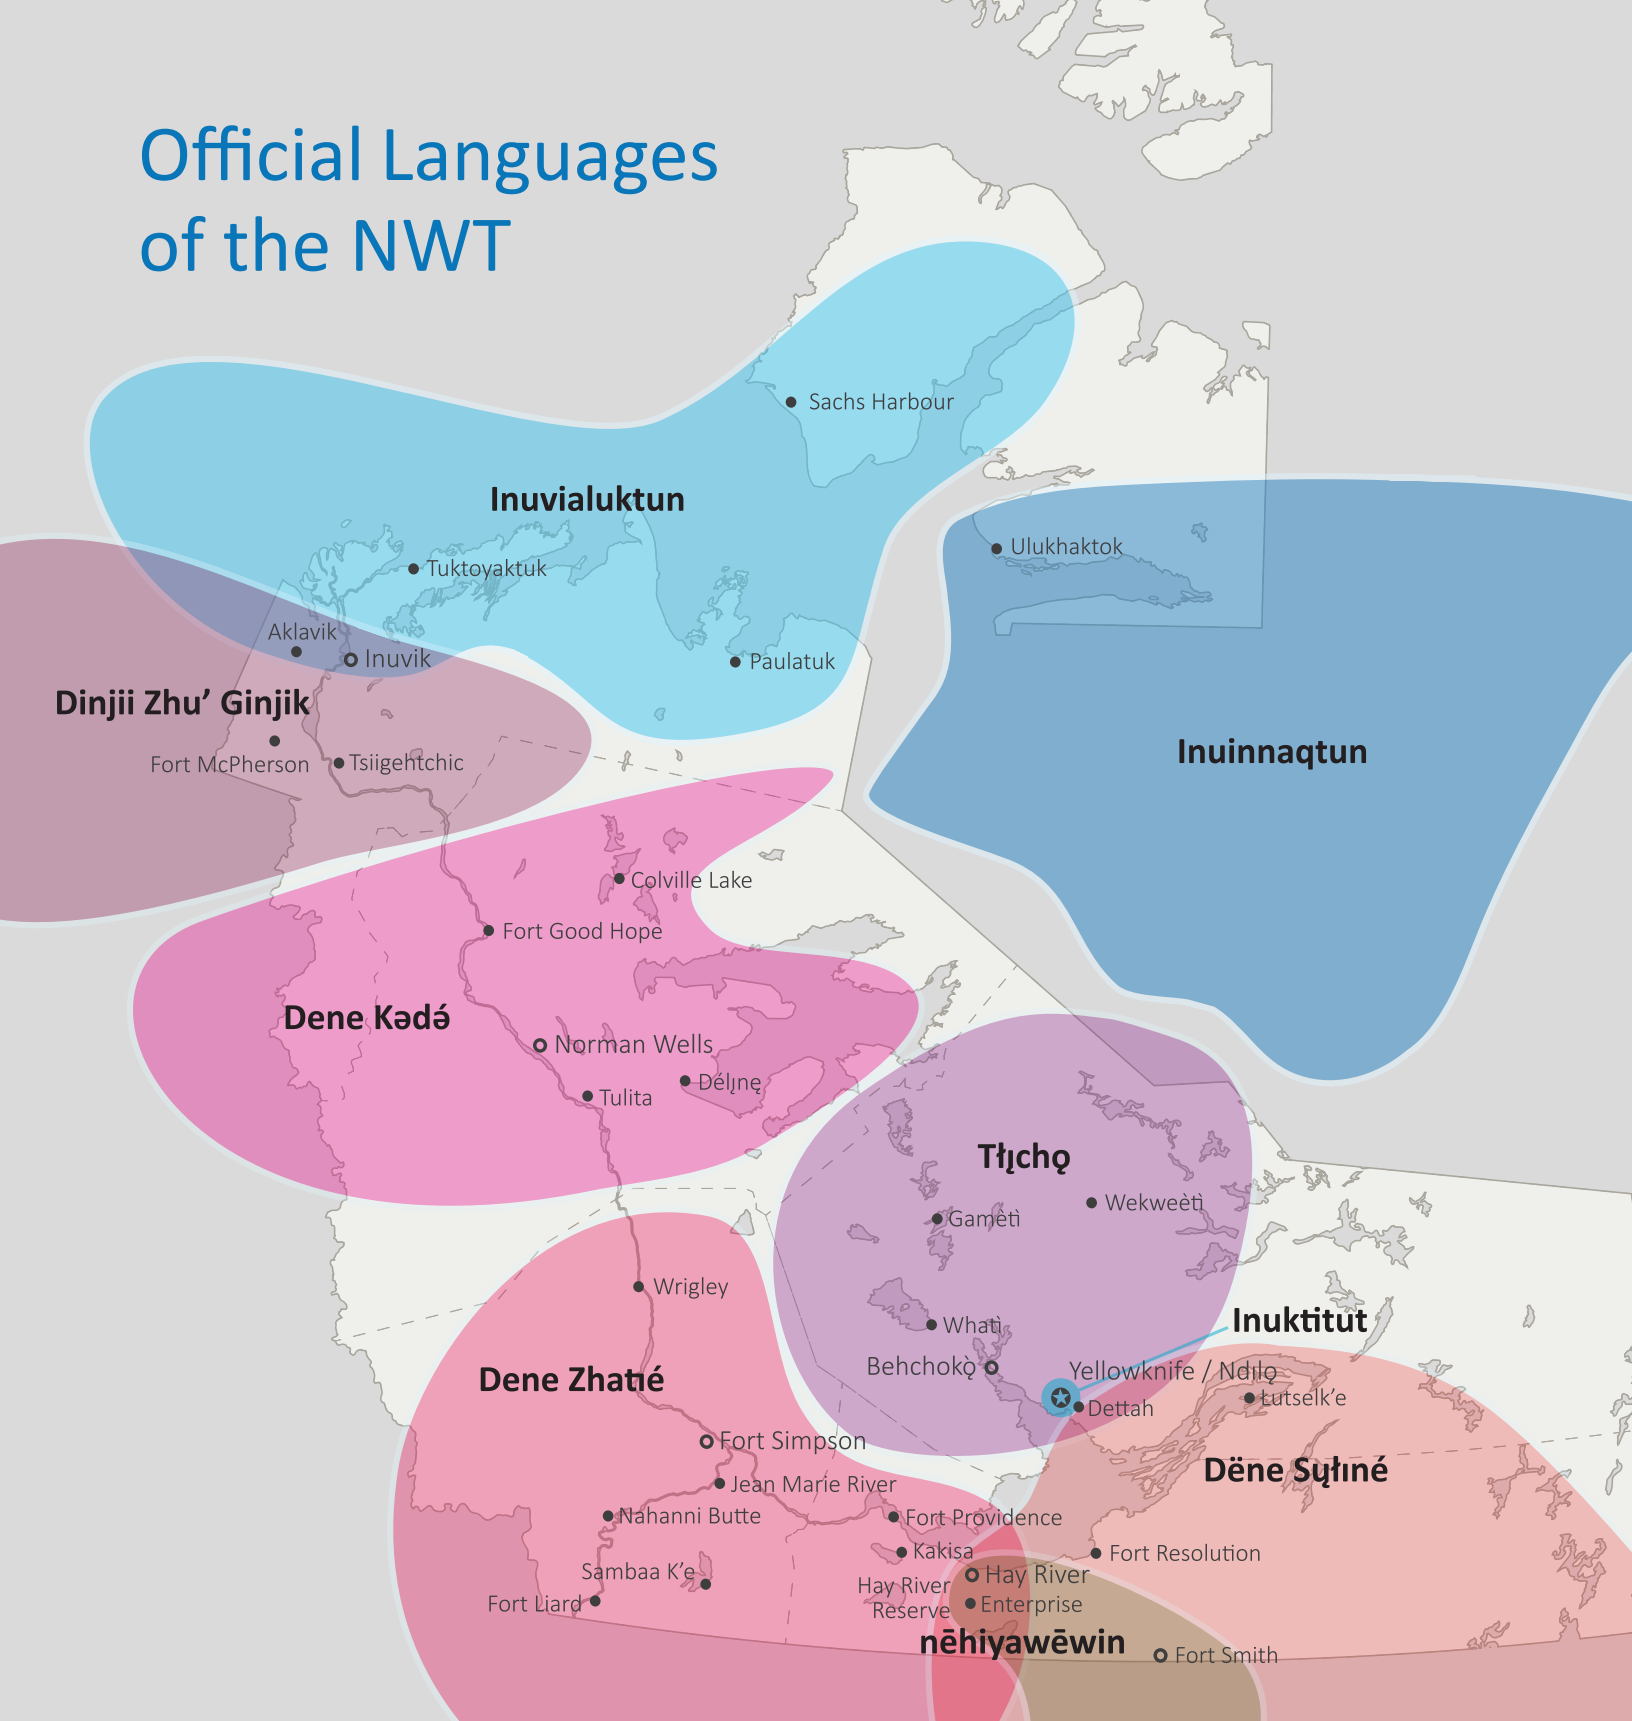 Official Languages
of the NWT
Sachs Harbour
Inuvialuktun
Ulukhaktok
Tuktoyaktuk
Aklavik
Inuvik
Paulatuk
Dinjii Zhu’ Ginjik
Fort McPherson
Tsiigehtchic
Inuinnaqtun
Colville Lake
Fort Good Hope
Dene Kǝdǝ́
Norman Wells
Délı̨nę
Tulita
Tłı̨chǫ
Wekweètì
Gamètì
Wrigley
Whatì
Inuktitut
Behchokǫ̀
Yellowknife / Ndılǫ
Dene Zhatıé
Łutselk’e
Dettah
Fort Simpson
Dëne Sųłıné
Jean Marie River
Nahanni Butte
Fort Providence
Kakisa
Fort Resolution
Sambaa K’e
Hay River
Hay River
Reserve
Enterprise
Fort Liard
nēhiyawēwin
Fort Smith